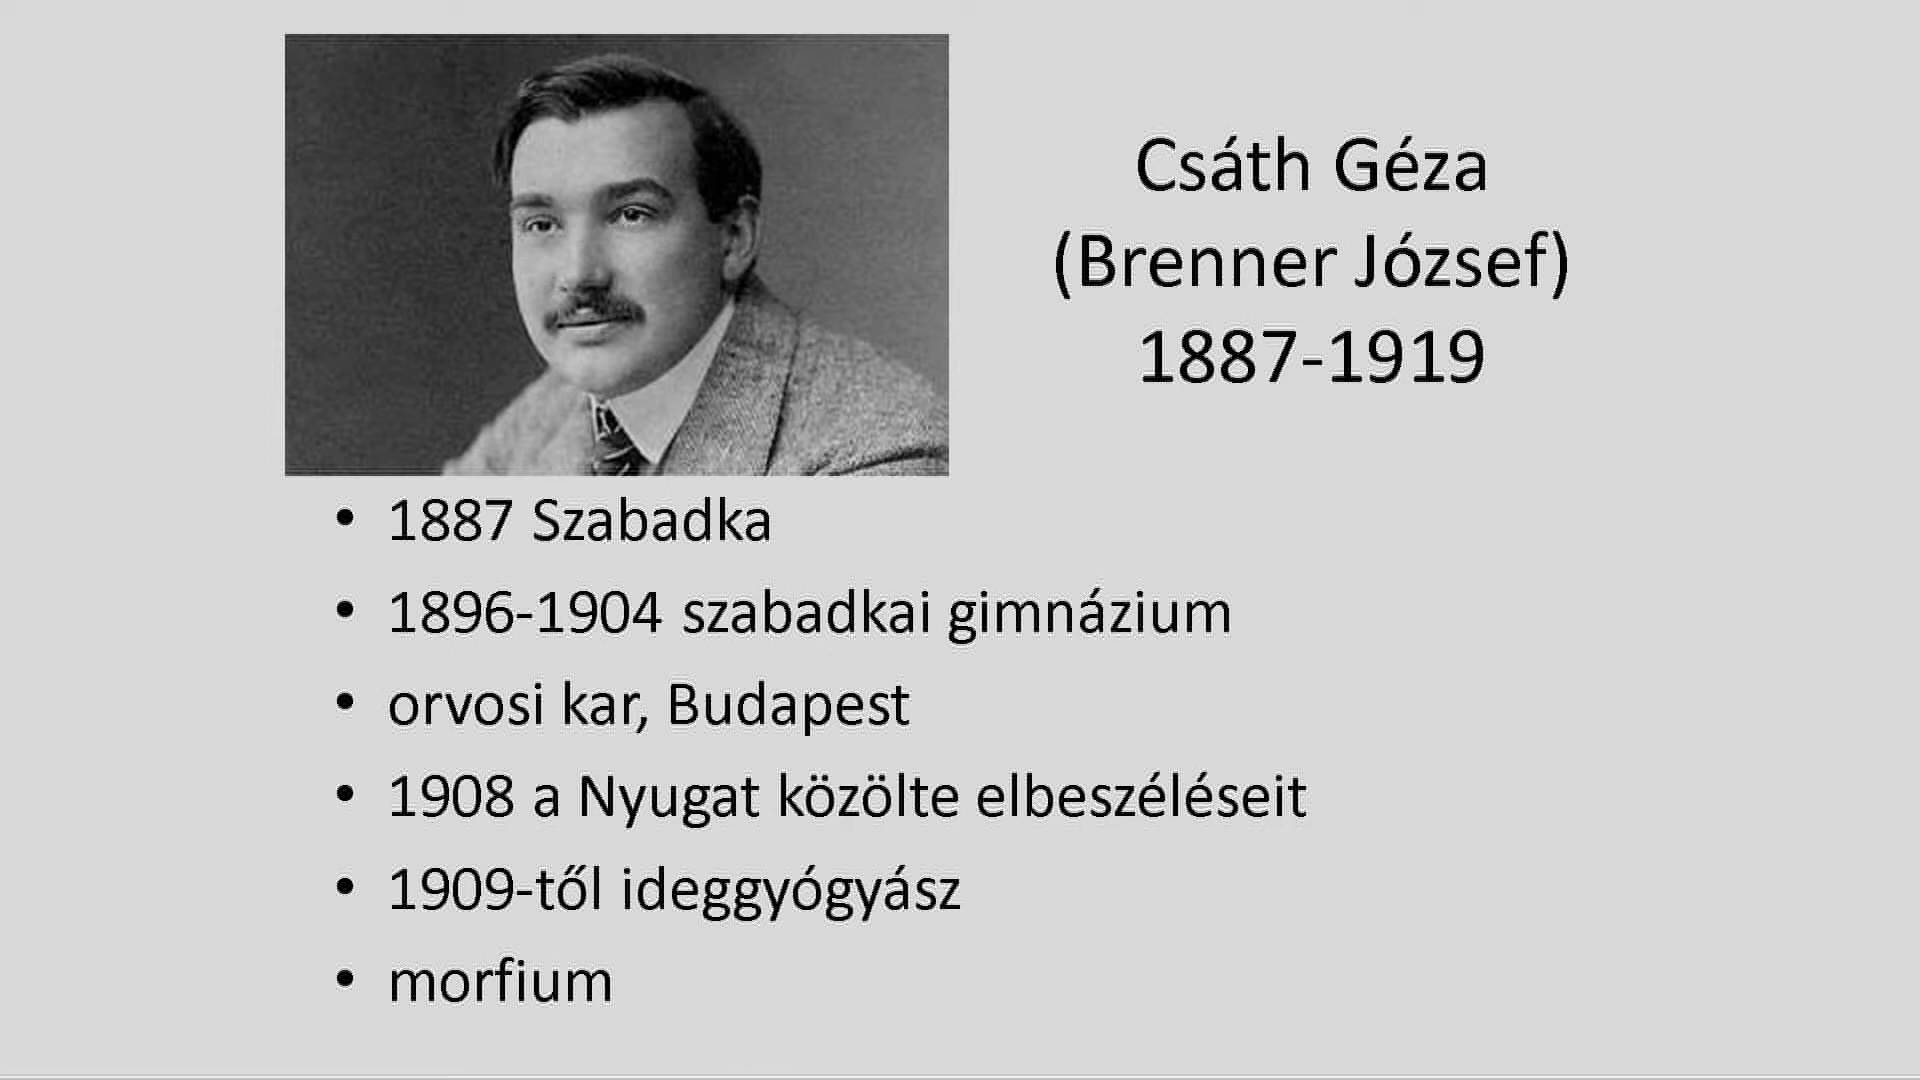 Csáth Géza
(Brenner József)
1887-1919
• 1887 Szabadka
• 1896-1904 szabadkai gimnázium
• orvosi kar, Budapest
• 1908 a Nyugat közölte elbeszéléseit
• 1909-től ideggyógyász
• morfium